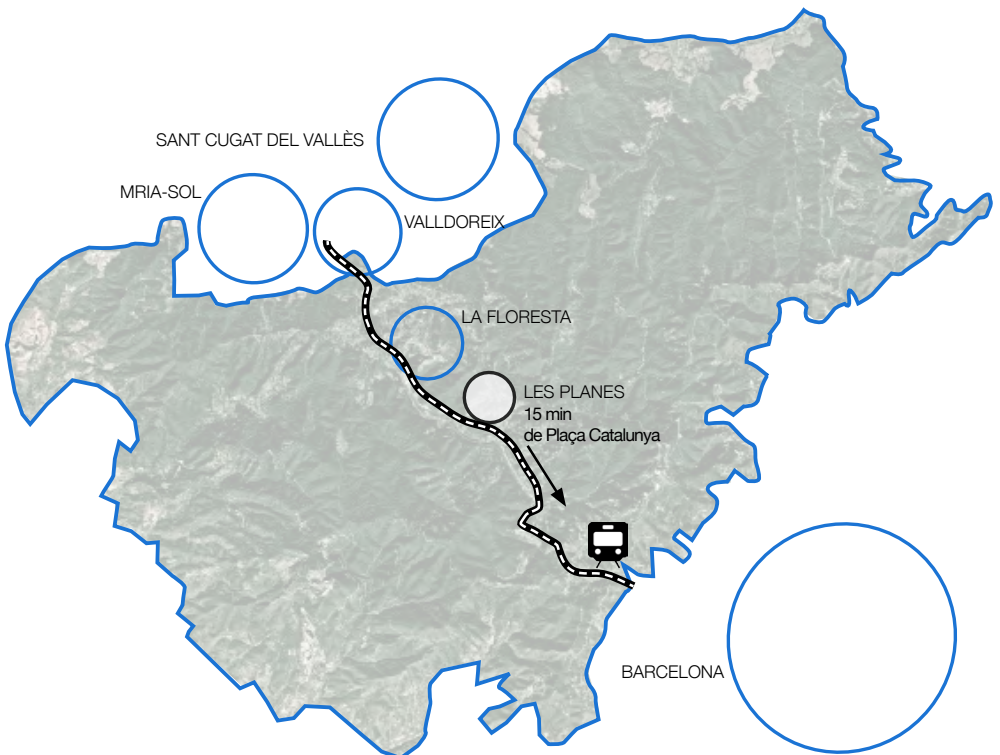 SANT CUGAT DEL VALLÈS
MRIA-SOL
VALLDOREIX
LA FLORESTA
LES PLANES
15 min
de Plaça Catalunya
BARCELONA